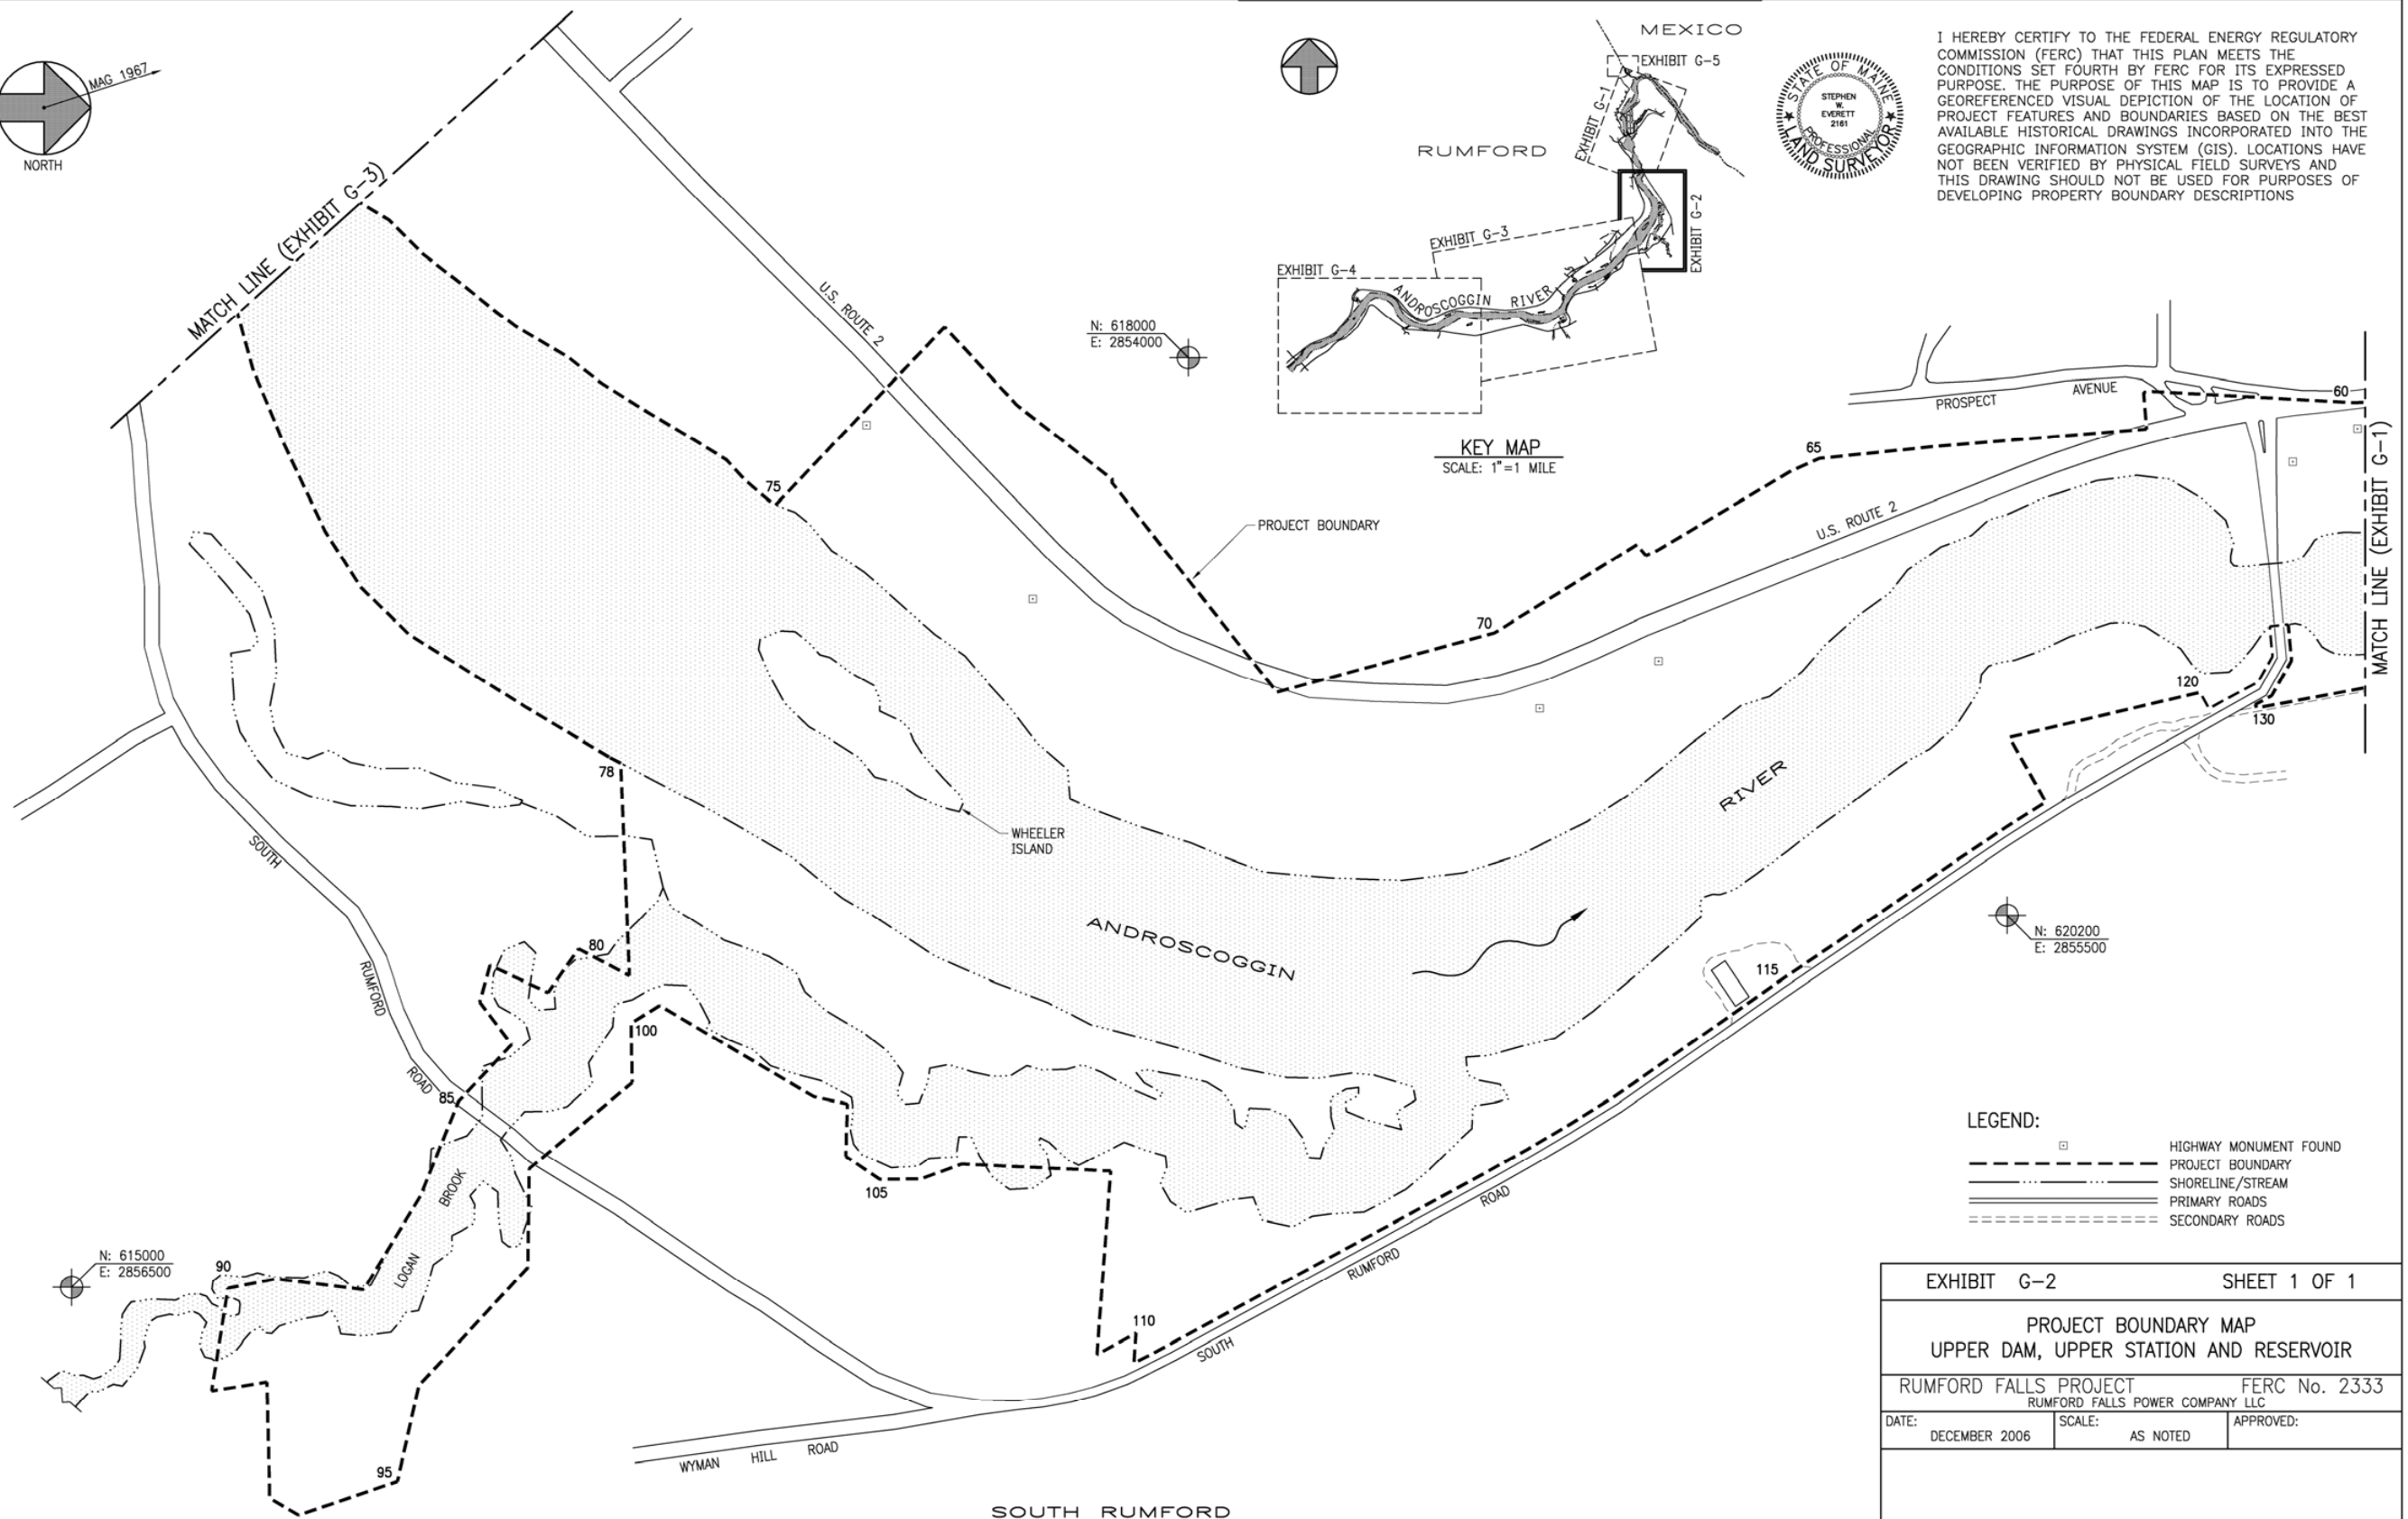 MAG 1967
NORTH
MATCH LINE (EXHIBIT G-3)
U.S. ROUTE 2
N: 618000
E: 2854000
MEXICO
EXHIBIT G-5
EXHIBIT G-1
RUMFORD
EXHIBIT G-2
EXHIBIT G-3
EXHIBIT G-4
ANDROSCOGGIN RIVER
KEY MAP
SCALE: 1"=1 MILE
STATE OF MAINE
STEPHEN
W.
EVERETT
2161
PROFESSIONAL
LAND SURVEYOR
I HEREBY CERTIFY TO THE FEDERAL ENERGY REGULATORY
COMMISSION (FERC) THAT THIS PLAN MEETS THE
CONDITIONS SET FOURTH BY FERC FOR ITS EXPRESSED
PURPOSE. THE PURPOSE OF THIS MAP IS TO PROVIDE A
GEOREFERENCED VISUAL DEPICTION OF THE LOCATION OF
PROJECT FEATURES AND BOUNDARIES BASED ON THE BEST
AVAILABLE HISTORICAL DRAWINGS INCORPORATED INTO THE
GEOGRAPHIC INFORMATION SYSTEM (GIS). LOCATIONS HAVE
NOT BEEN VERIFIED BY PHYSICAL FIELD SURVEYS AND
THIS DRAWING SHOULD NOT BE USED FOR PURPOSES OF
DEVELOPING PROPERTY BOUNDARY DESCRIPTIONS
PROSPECT AVENUE
60
65
MATCH LINE (EXHIBIT G-1)
75
PROJECT BOUNDARY
U.S. ROUTE 2
70
120
130
78
WHEELER
ISLAND
RIVER
ANDROSCOGGIN
SOUTH
RUMFORD
ROAD
80
85
100
N: 620200
E: 2855500
115
105
BROOK
LOGAN
N: 615000
E: 2856500
90
95
110
SOUTH
RUMFORD
ROAD
WYMAN HILL ROAD
SOUTH RUMFORD
LEGEND:
HIGHWAY MONUMENT FOUND
PROJECT BOUNDARY
SHORELINE/STREAM
PRIMARY ROADS
SECONDARY ROADS
EXHIBIT G-2 SHEET 1 OF 1
PROJECT BOUNDARY MAP
UPPER DAM, UPPER STATION AND RESERVOIR
RUMFORD FALLS PROJECT FERC No. 2333
RUMFORD FALLS POWER COMPANY LLC
DATE: SCALE: APPROVED:
DECEMBER 2006 AS NOTED